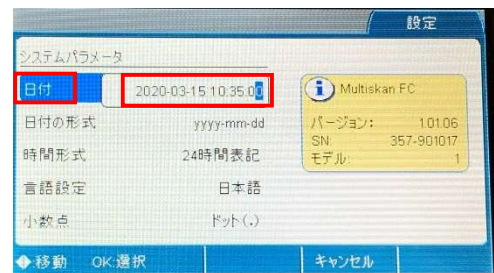 設定
システムパラメータ
日付 2020-03-15 10:35:00
日付の形式 yyyy-mm-dd
時間形式 24時間表記
言語設定 日本語
小数点 ドット(.)
Multiskan FC
バージョン: 1.01.06
SN: 357-901017
モデル: 1
移動 OK:選択 キャンセル